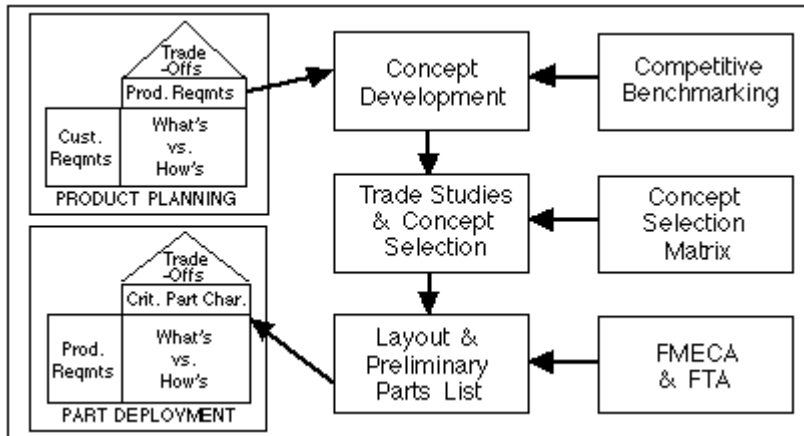 Trade
-Offs
Prod. Reqmts
Cust.
Reqmts
What's
vs.
How's
PRODUCT PLANNING
Concept
Development
Competitive
Benchmarking
Trade Studies
& Concept
Selection
Concept
Selection
Matrix
Trade
-Offs
Crit. Part Char.
Prod.
Reqmts
What's
vs.
How's
PART DEPLOYMENT
Layout &
Preliminary
Parts List
FMECA
& FTA